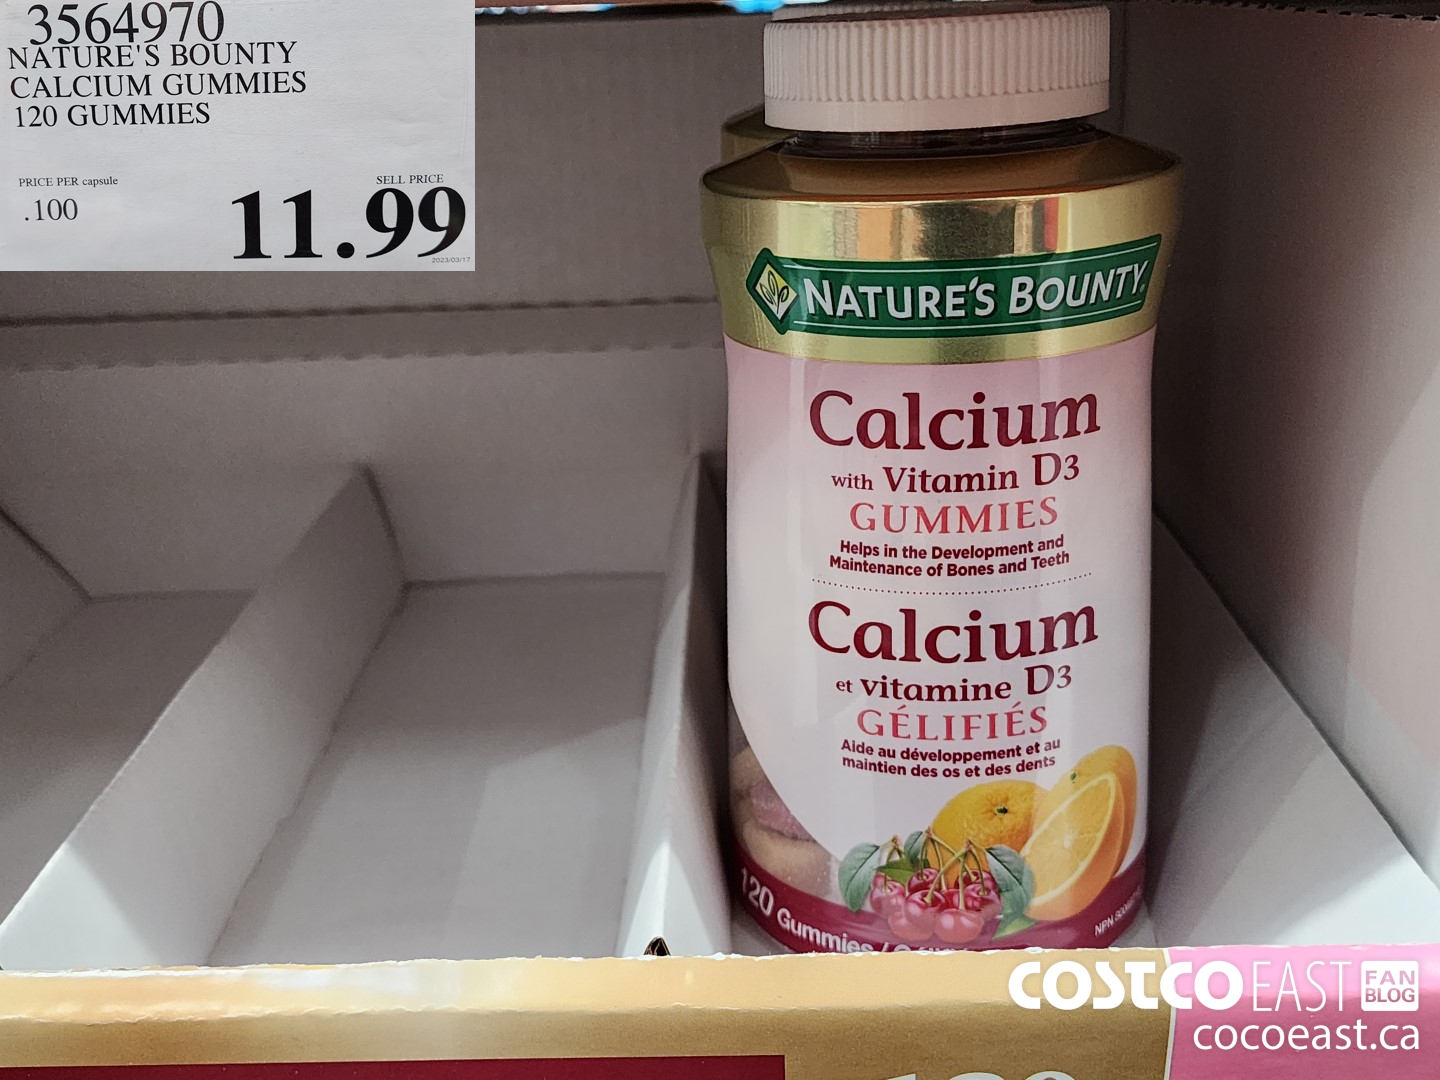 3564970
NATURE'S BOUNTY
CALCIUM GUMMIES
120 GUMMIES
PRICE PER capsule
.100
SELL PRICE
11.99
2023/03/17
NATURE'S BOUNTY
Calcium
with Vitamin D3
GUMMIES
Helps in the Development and
Maintenance of Bones and Teeth
Calcium
et vitamine D3
GÉLIFIÉS
Aide au développement et au
maintien des os et des dents
120 Gummies /
NPN
COSTCO EAST FAN BLOG
cocoeast.ca